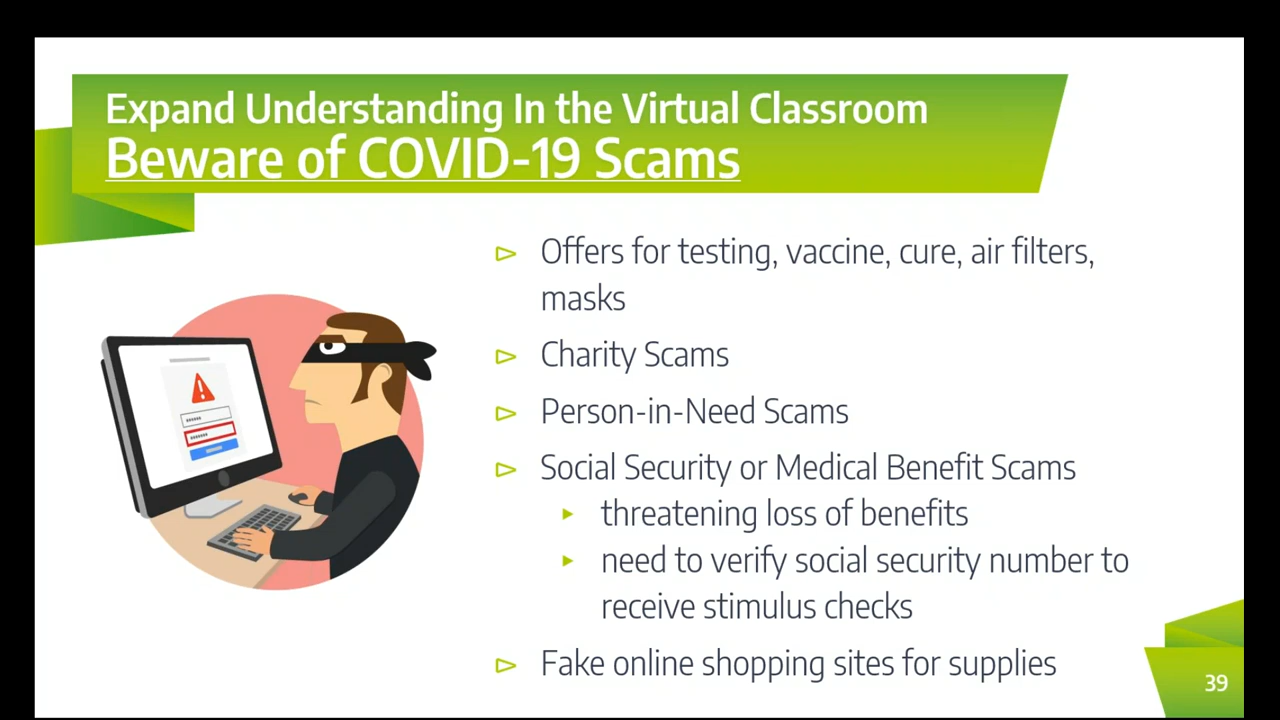 Expand Understanding In the Virtual Classroom
Beware of COVID-19 Scams
Offers for testing, vaccine, cure, air filters,
masks
Charity Scams
Person-in-Need Scams
Social Security or Medical Benefit Scams
threatening loss of benefits
need to verify social security number to
receive stimulus checks
Fake online shopping sites for supplies
39